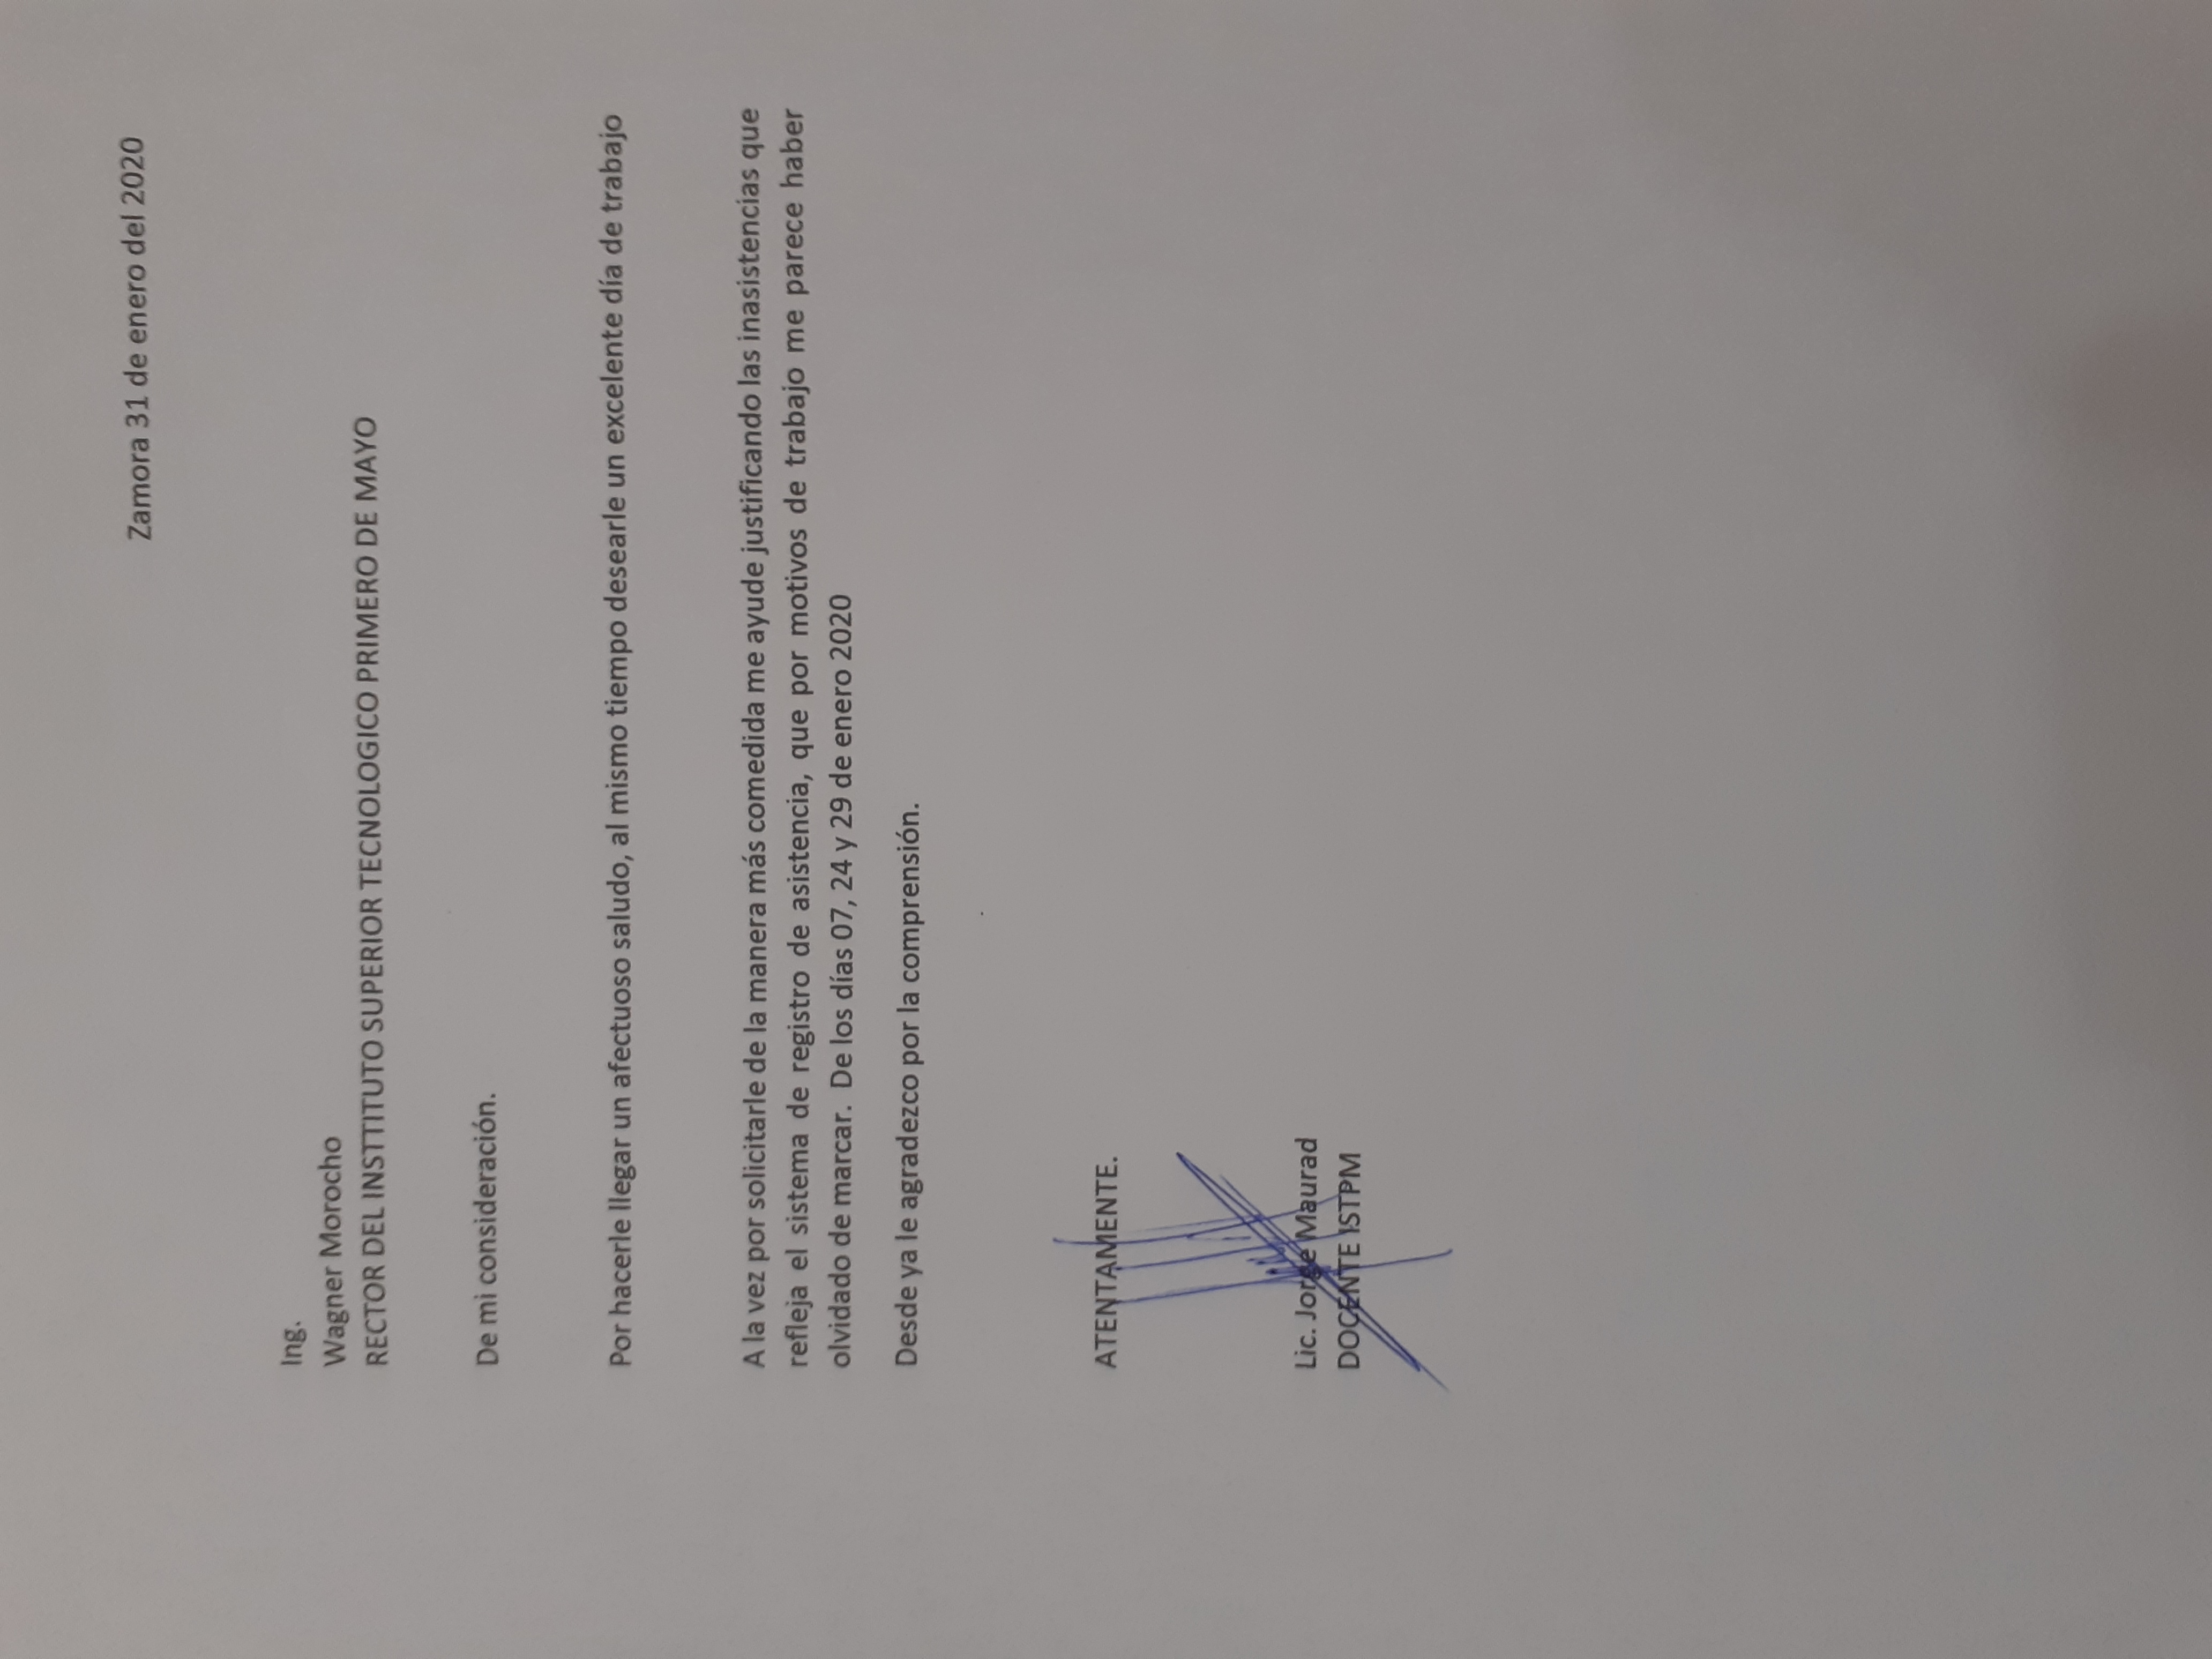 Zamora 31 de enero del 2020
Ing.
Wagner Morocho
RECTOR DEL INSTTITUTO SUPERIOR TECNOLOGICO PRIMERO DE MAYO
De mi consideración.
Por hacerle llegar un afectuoso saludo, al mismo tiempo desearle un excelente día de trabajo
A la vez por solicitarle de la manera más comedida me ayude justificando las inasistencias que
refleja el sistema de registro de asistencia, que por motivos de trabajo me parece haber
olvidado de marcar.  De los días 07, 24 y 29 de enero 2020
Desde ya le agradezco por la comprensión.
ATENTAMENTE.
Lic. Jorge Maurad
DOCENTE ISTPM